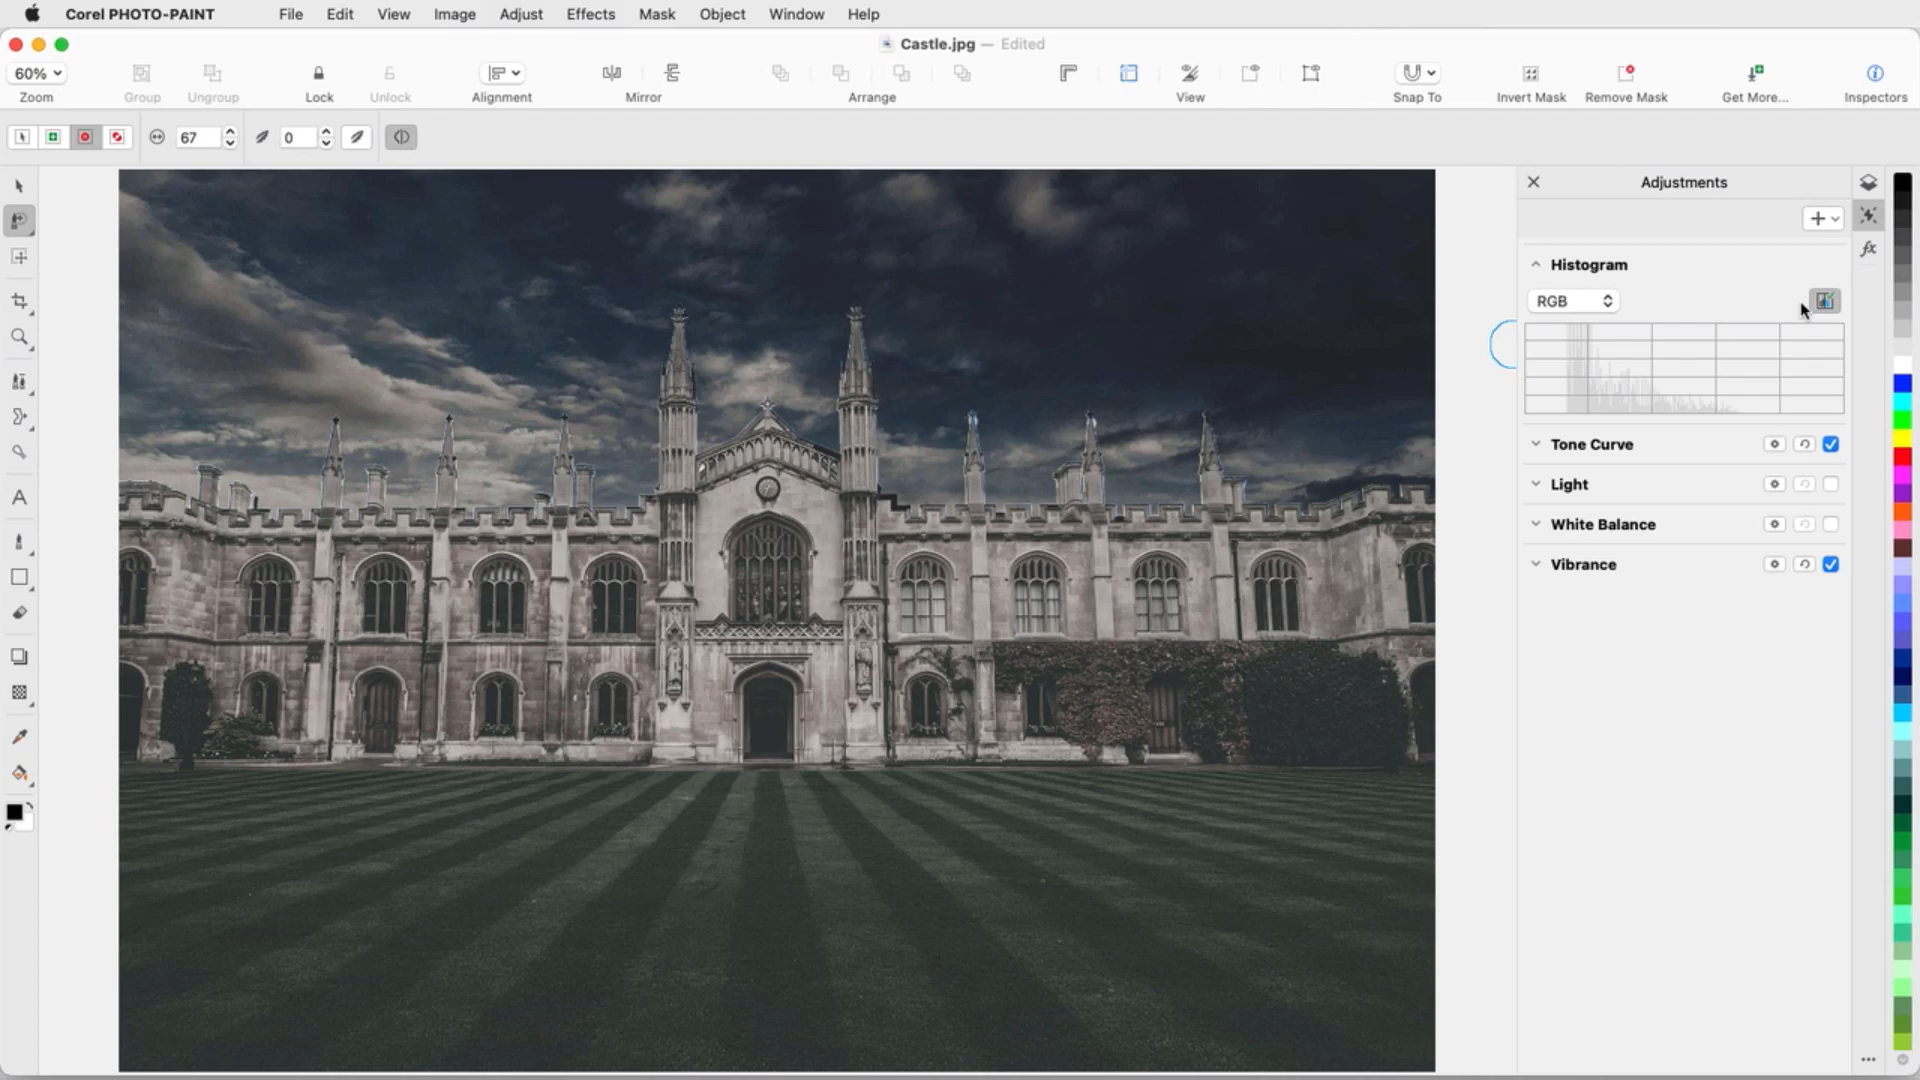 Corel PHOTO-PAINT File Edit View Image Adjust Effects Mask Object Window Help
Castle.jpg — Edited
60%
Zoom Group Ungroup Lock Unlock Alignment Mirror Arrange View Snap To Invert Mask Remove Mask Get More... Inspectors
67 0
Adjustments
Histogram
RGB
Tone Curve
Light
White Balance
Vibrance